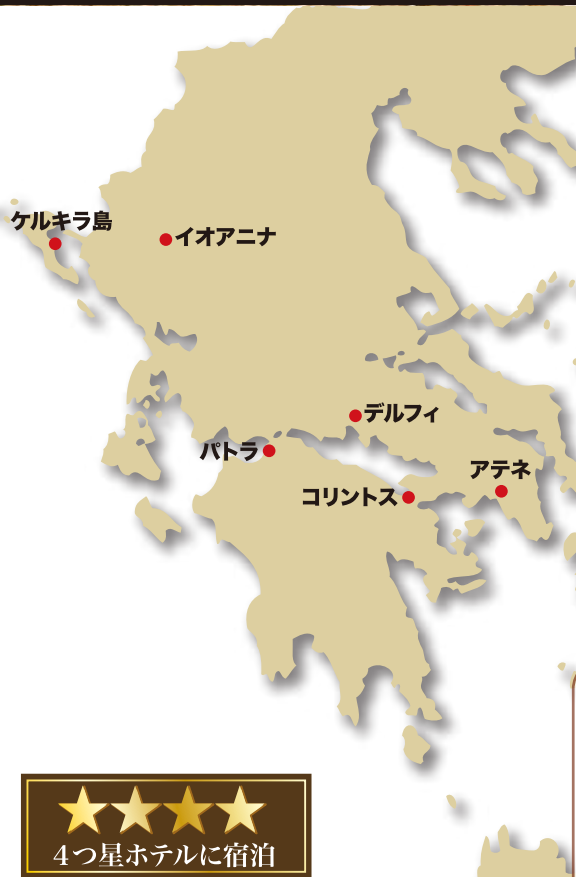 ケルキラ島
イオアニナ
デルフィ
パトラ
アテネ
コリントス
4つ星ホテルに宿泊